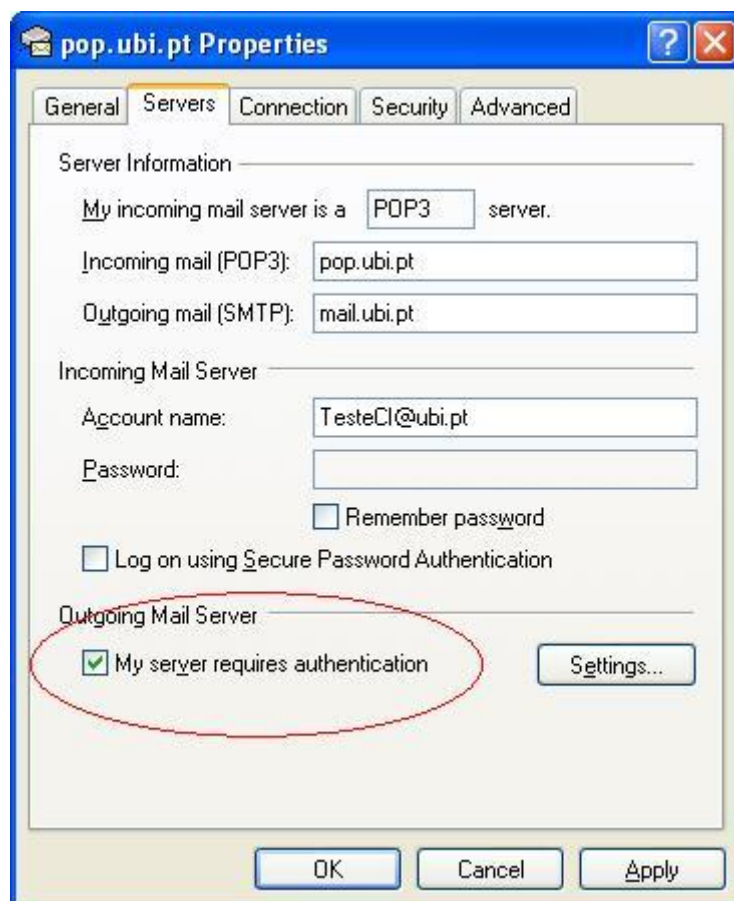 pop.ubi.pt Properties
General Servers Connection Security Advanced
Server Information
My incoming mail server is a POP3 server.
Incoming mail (POP3): pop.ubi.pt
Outgoing mail (SMTP): mail.ubi.pt
Incoming Mail Server
Account name: TesteCI@ubi.pt
Password:
Remember password
Log on using Secure Password Authentication
Outgoing Mail Server
My server requires authentication Settings...
OK Cancel Apply